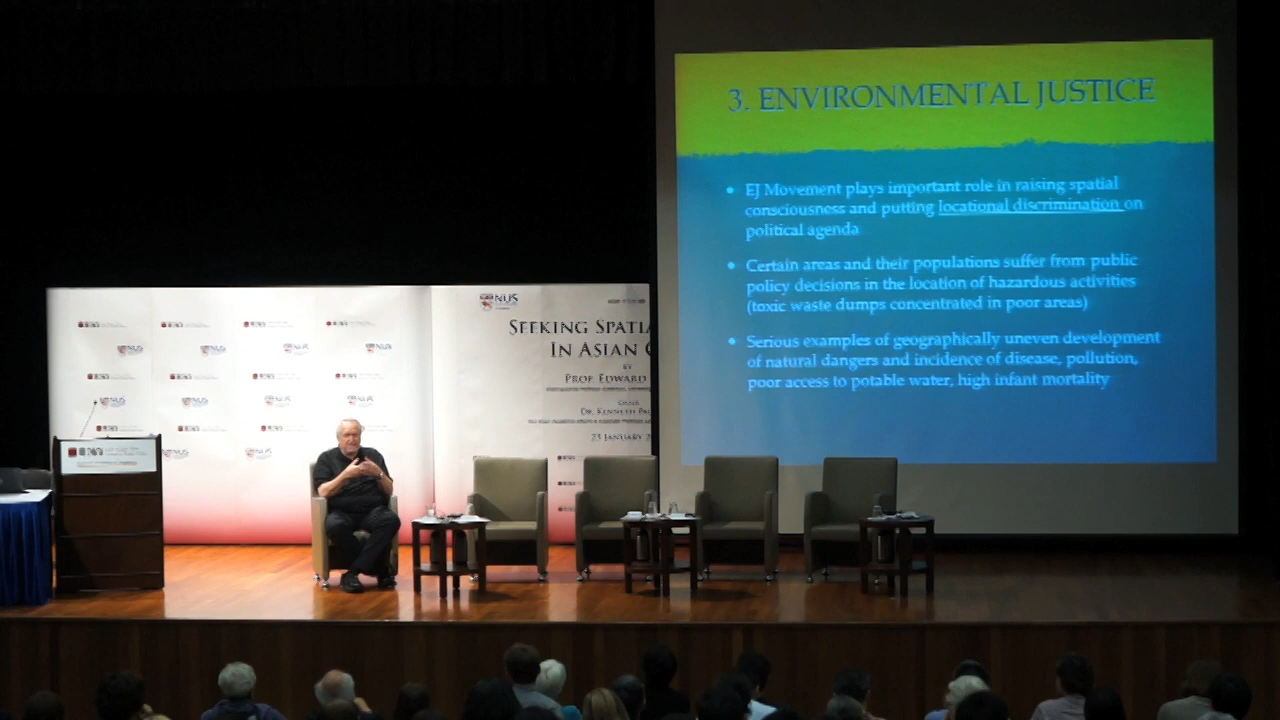 3. ENVIRONMENTAL JUSTICE
• EJ Movement plays important role in raising spatial
consciousness and putting locational discrimination on
political agenda
• Certain areas and their populations suffer from public
policy decisions in the location of hazardous activities
(toxic waste dumps concentrated in poor areas)
• Serious examples of geographically uneven development
of natural dangers and incidence of disease, pollution,
poor access to potable water, high infant mortality
NUS
SEEKING SPATIA
IN ASIAN
BY
PROF EDWARD
DR. KENNETH
23 JANUARY 2
NUS